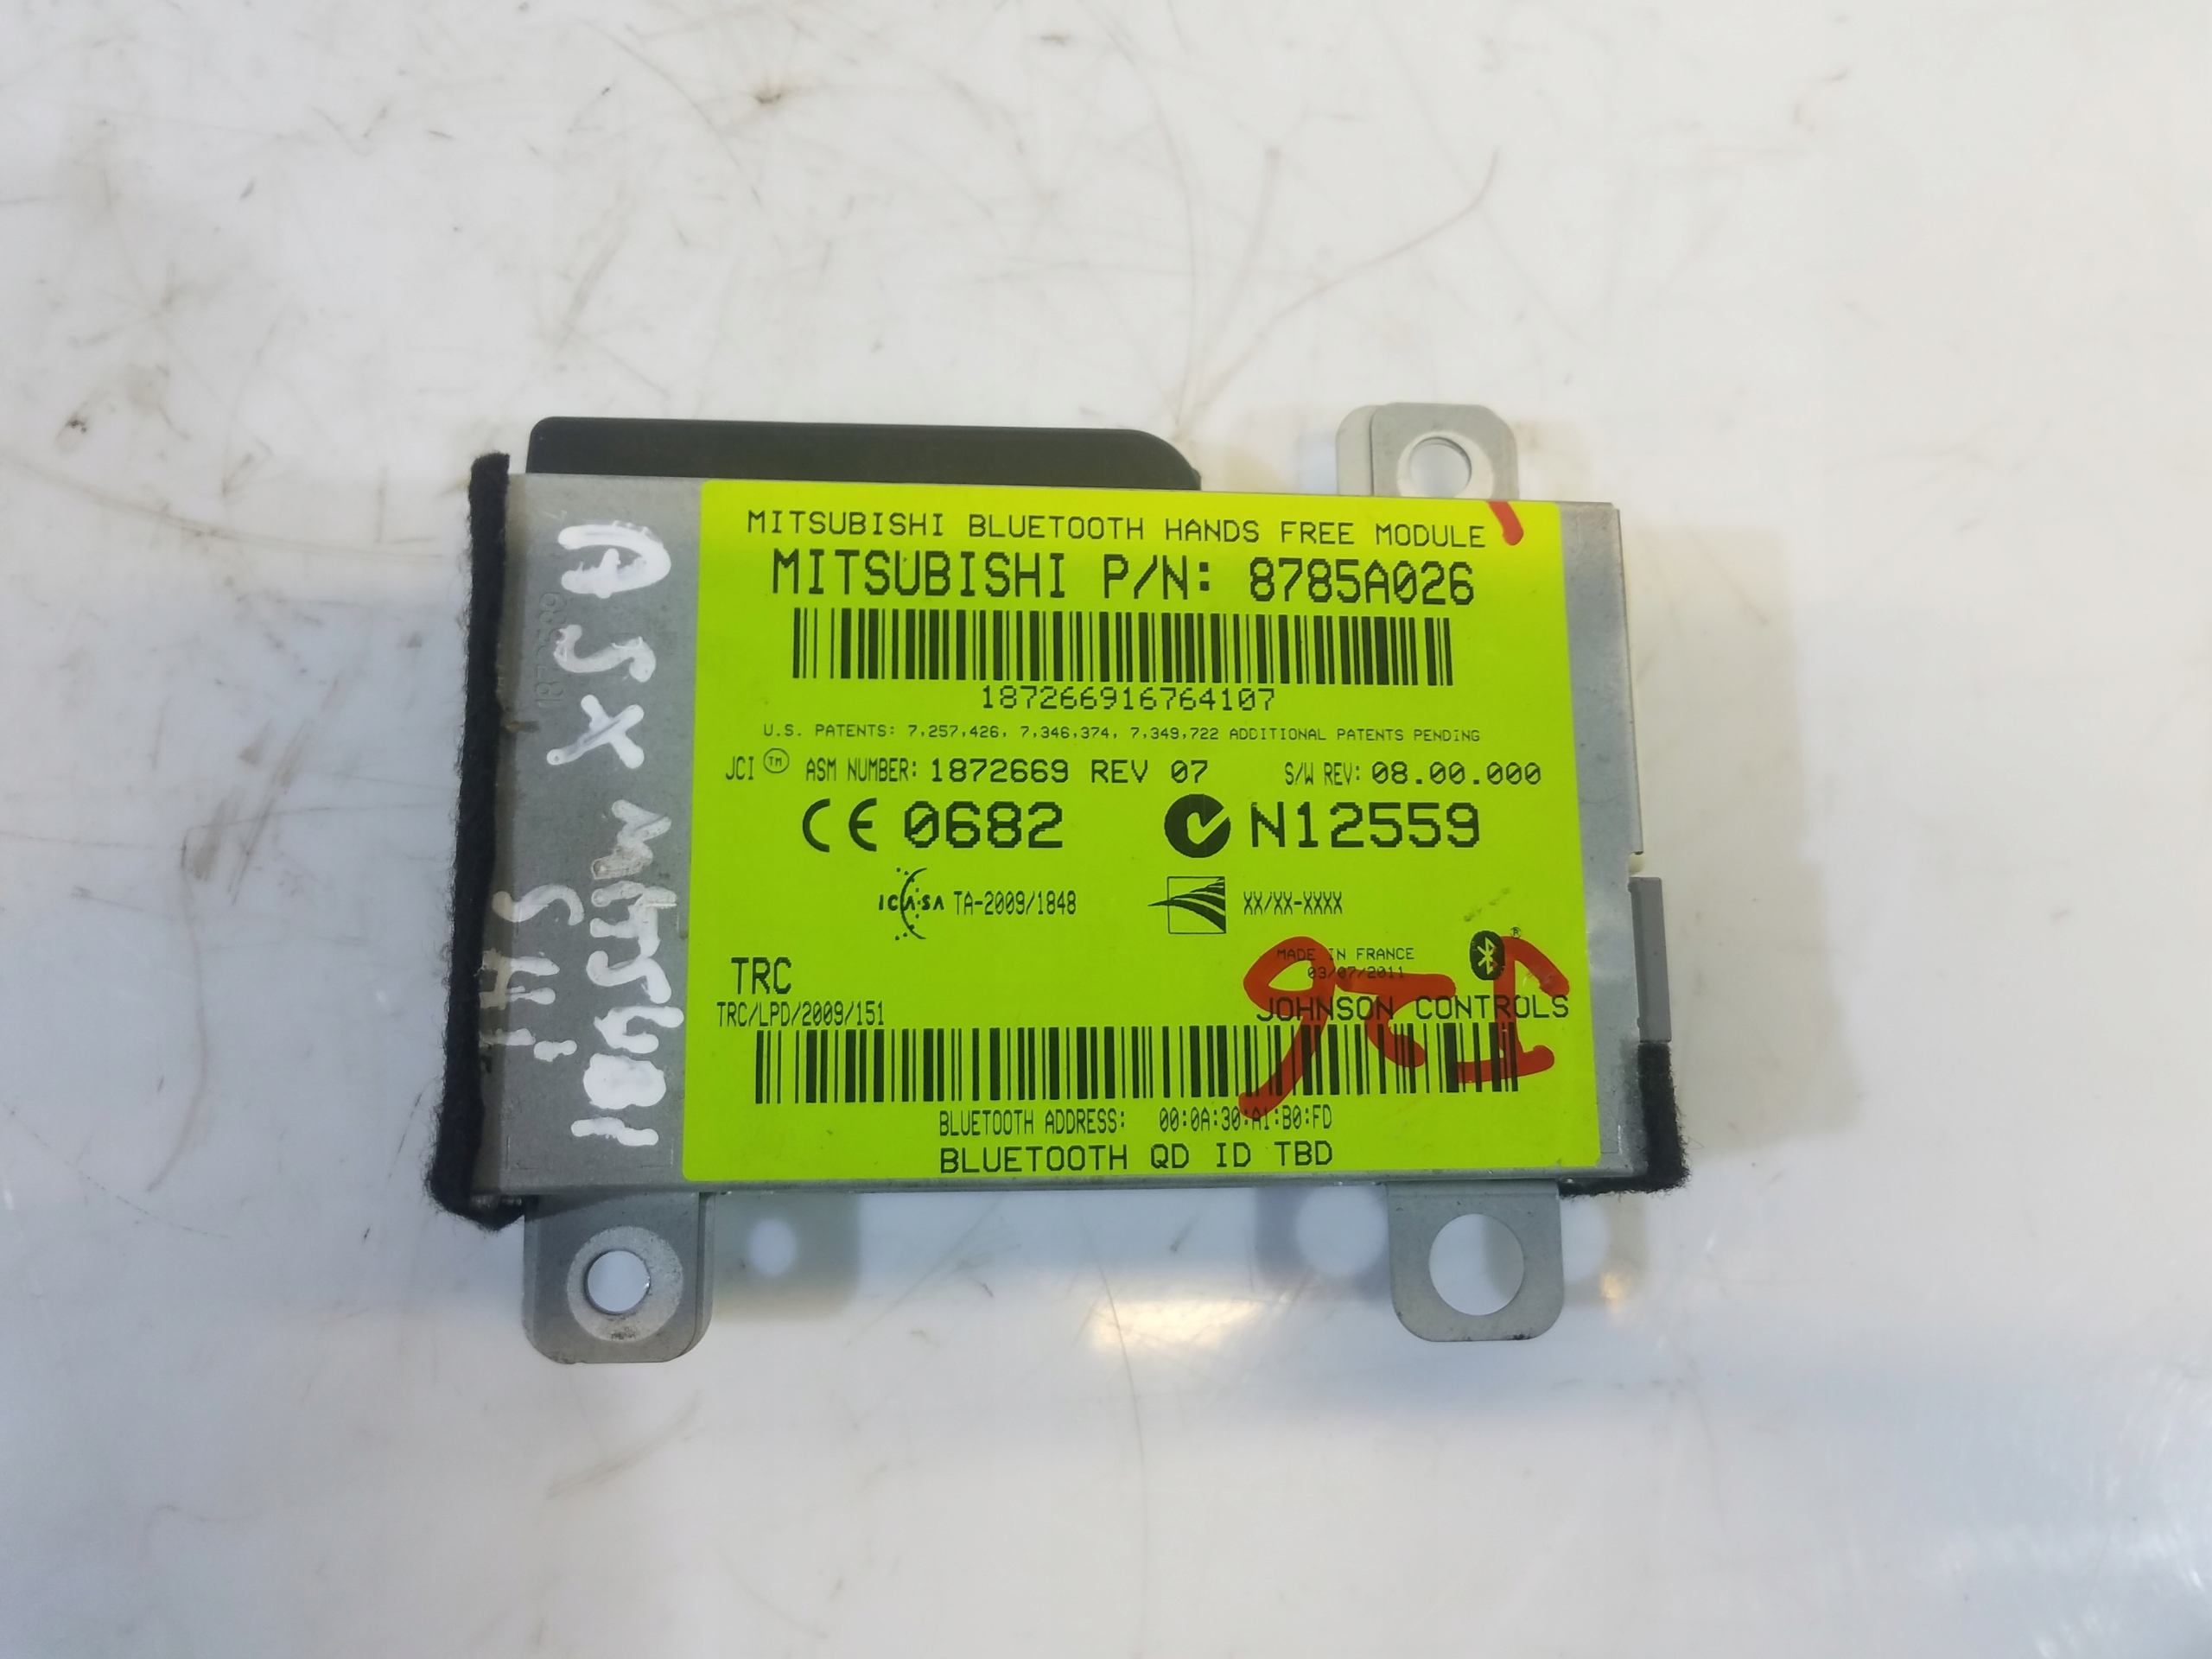 MITSUBISHI BLUETOOTH HANDS FREE MODULE
MITSUBISHI P/N: 8785A026
187266916764107
U.S. PATENTS: 7,257,426, 7,346,374, 7,349,722 ADDITIONAL PATENTS PENDING
JCI TM ASM NUMBER: 1872669 REV 07 S/W REV: 08.00.000
CE 0682 N12559
ICASA TA-2009/1848 XX/XX-XXXX
MADE IN FRANCE
03/07/2011
TRC
TRC/LPD/2009/151
JOHNSON CONTROLS
BLUETOOTH ADDRESS: 00:0A:30:A1:B0:FD
BLUETOOTH QD ID TBD
ASX MITSUBI
SHI